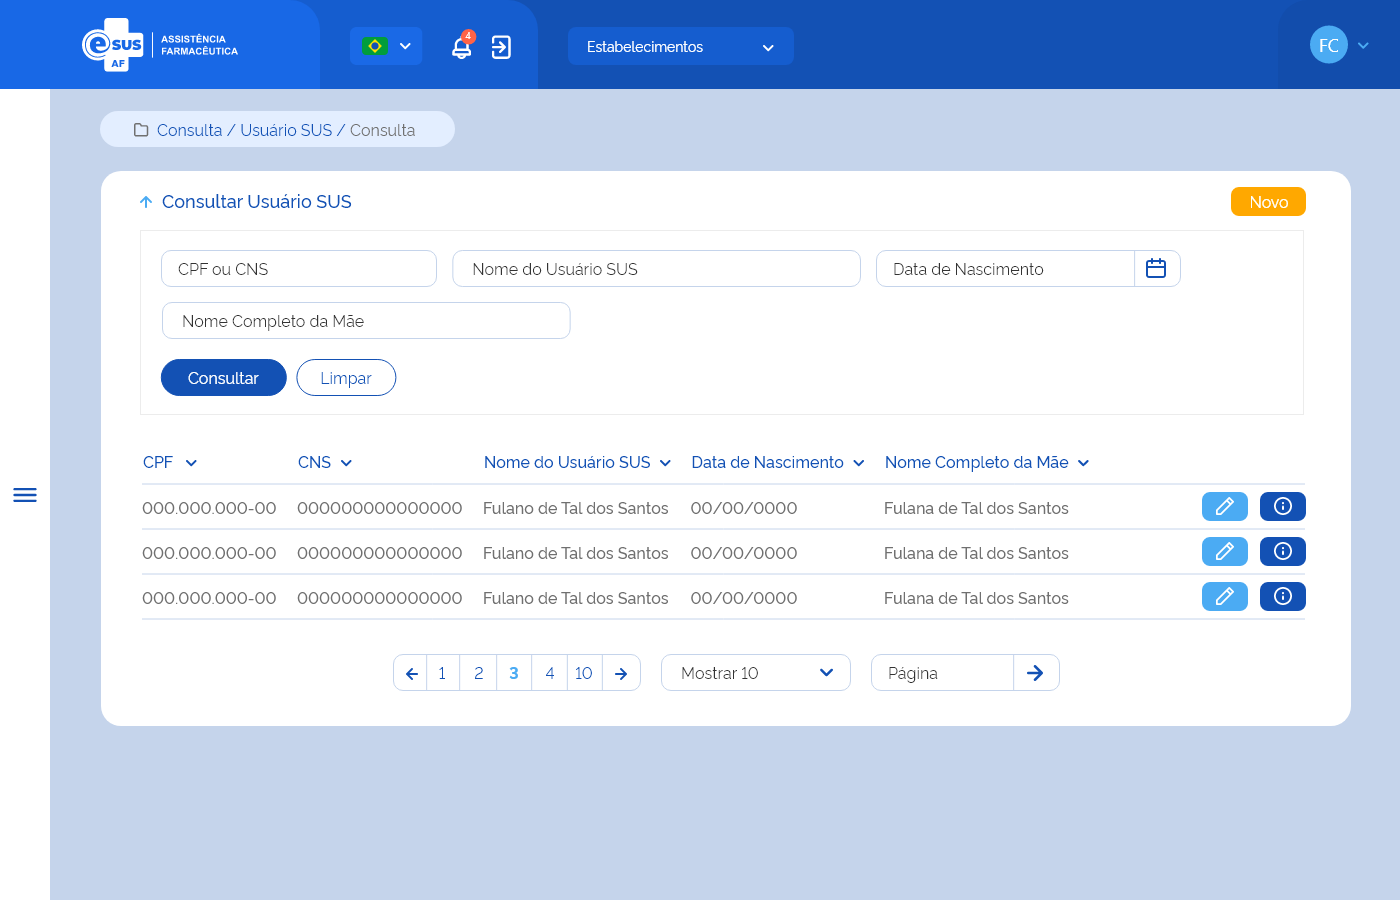 e sus AF
ASSISTÊNCIA
FARMACÊUTICA
4
Estabelecimentos
FC
Consulta / Usuário SUS / Consulta
Consultar Usuário SUS
Novo
CPF ou CNS
Nome do Usuário SUS
Data de Nascimento
Nome Completo da Mãe
Consultar
Limpar
CPF CNS Nome do Usuário SUS Data de Nascimento Nome Completo da Mãe
000.000.000-00 000000000000000 Fulano de Tal dos Santos 00/00/0000 Fulana de Tal dos Santos
000.000.000-00 000000000000000 Fulano de Tal dos Santos 00/00/0000 Fulana de Tal dos Santos
000.000.000-00 000000000000000 Fulano de Tal dos Santos 00/00/0000 Fulana de Tal dos Santos
1 2 3 4 10
Mostrar 10
Página